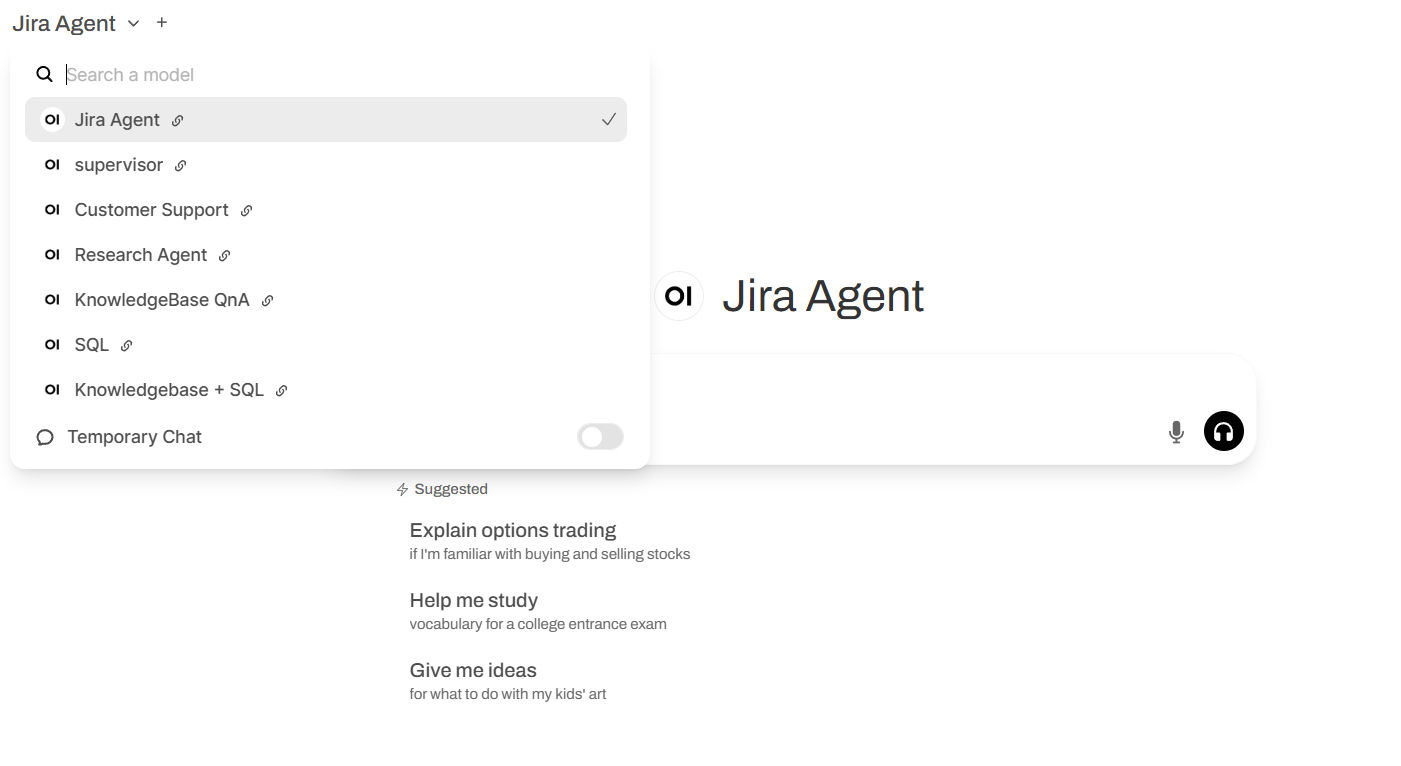 Jira Agent
Search a model
OI Jira Agent
OI supervisor
OI Customer Support
OI Research Agent
OI KnowledgeBase QnA
OI SQL
OI Knowledgebase + SQL
Temporary Chat
OI Jira Agent
Suggested
Explain options trading
if I'm familiar with buying and selling stocks
Help me study
vocabulary for a college entrance exam
Give me ideas
for what to do with my kids' art